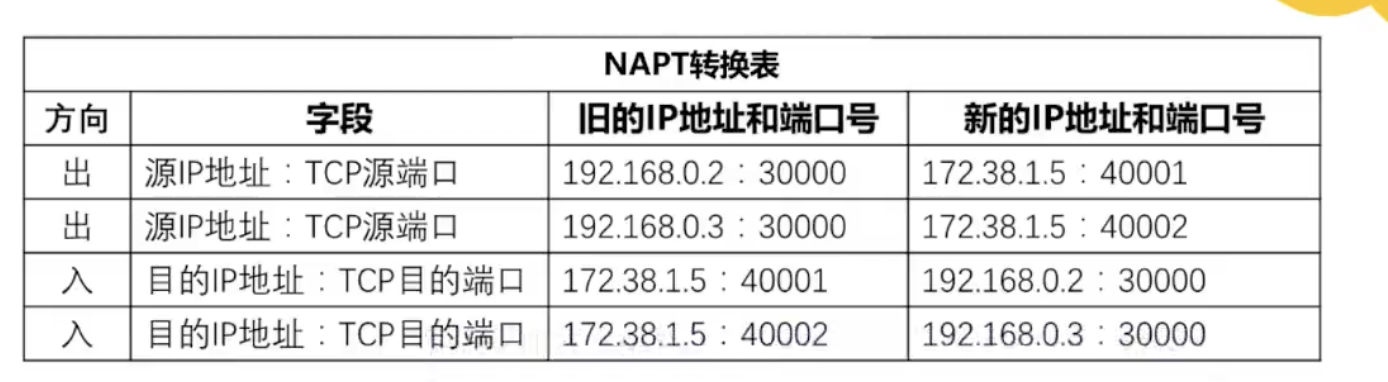 NAPT转换表
方向 字段 旧的IP地址和端口号 新的IP地址和端口号
出 源IP地址：TCP源端口 192.168.0.2：30000 172.38.1.5：40001
出 源IP地址：TCP源端口 192.168.0.3：30000 172.38.1.5：40002
入 目的IP地址：TCP目的端口 172.38.1.5：40001 192.168.0.2：30000
入 目的IP地址：TCP目的端口 172.38.1.5：40002 192.168.0.3：30000